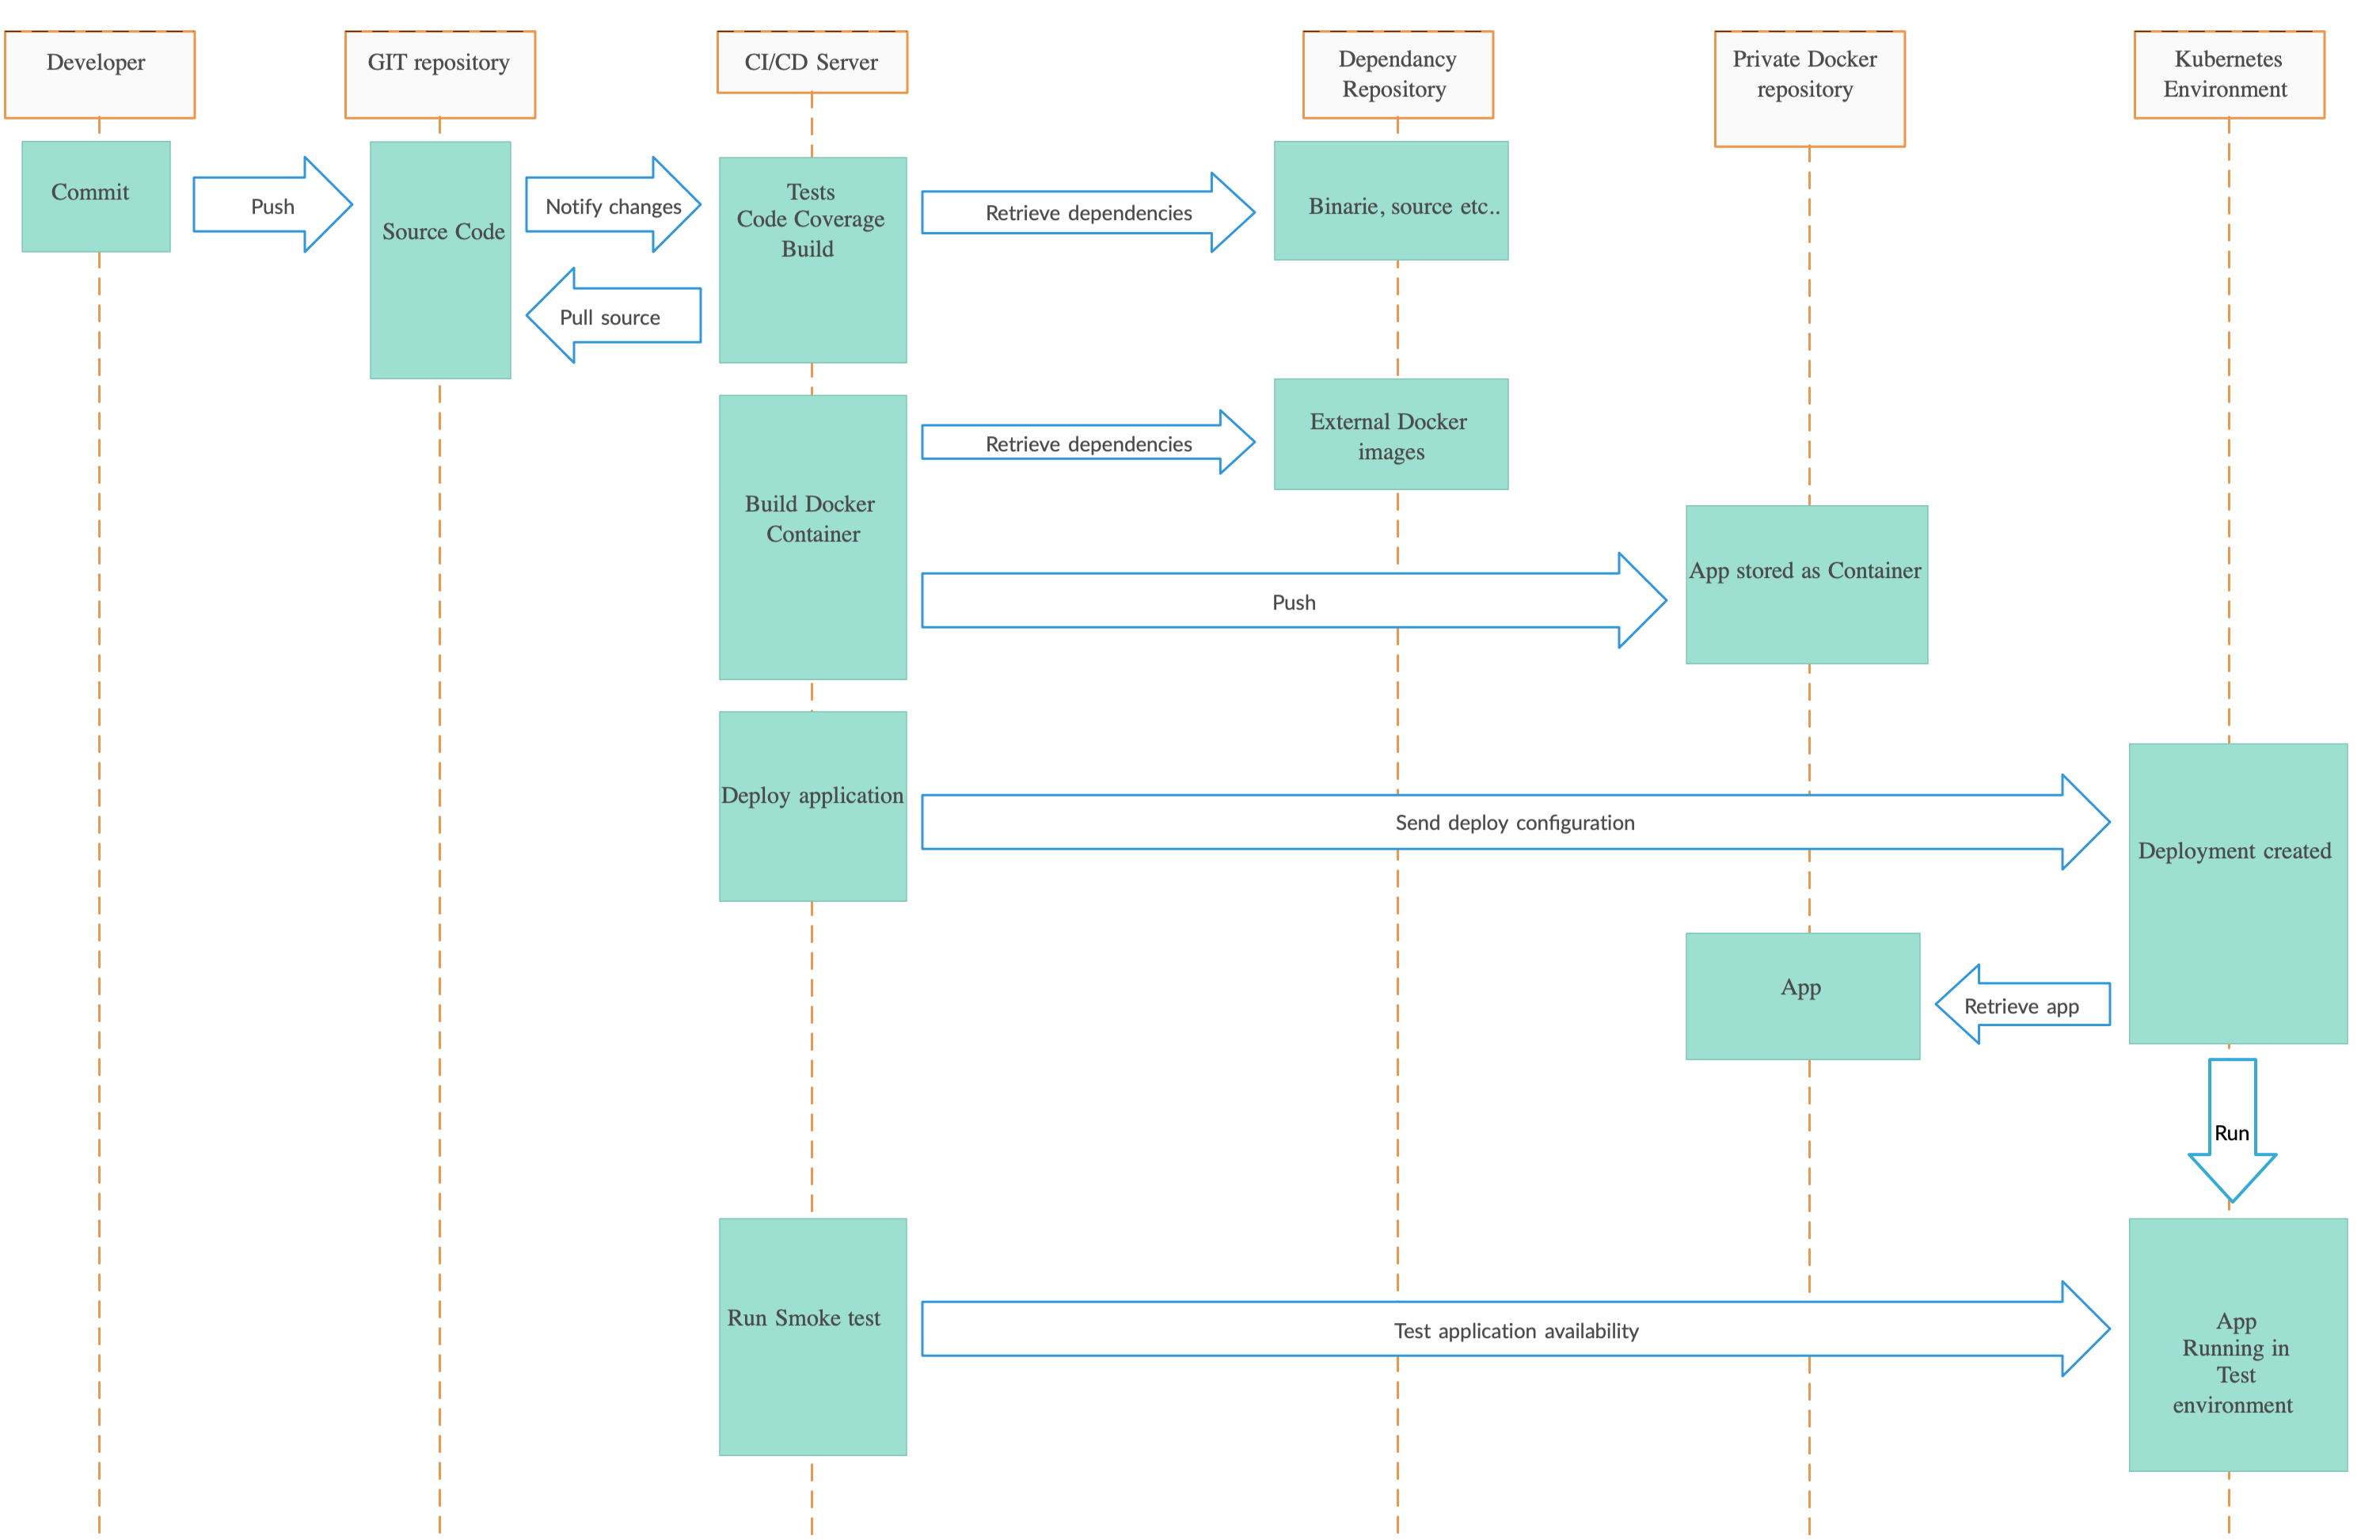 Developer
GIT repository
CI/CD Server
Dependancy
Repository
Private Docker
repository
Kubernetes
Environment
Commit
Push
Source Code
Notify changes
Pull source
Tests
Code Coverage
Build
Retrieve dependencies
Binarie, source etc..
Build Docker
Container
Retrieve dependencies
External Docker
images
Push
App stored as Container
Deploy application
Send deploy configuration
Deployment created
App
Retrieve app
Run
Run Smoke test
Test application availability
App
Running in
Test
environment